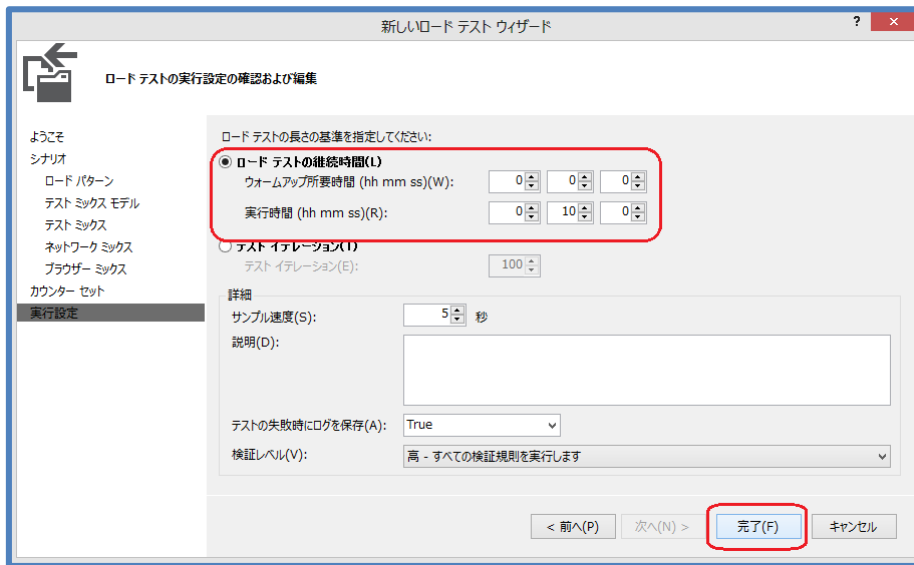 新しいロード テスト ウィザード
?
ロード テストの実行設定の確認および編集
ようこそ
シナリオ
ロード パターン
テスト ミックス モデル
テスト ミックス
ネットワーク ミックス
ブラウザー ミックス
カウンター セット
実行設定
ロード テストの長さの基準を指定してください:
ロード テストの継続時間(L)
ウォームアップ所要時間 (hh mm ss)(W): 0 0 0
実行時間 (hh mm ss)(R): 0 10 0
テスト イテレーション(T)
テスト イテレーション(E): 100
詳細
サンプル速度(S): 5 秒
説明(D):
テストの失敗時にログを保存(A): True
検証レベル(V): 高 - すべての検証規則を実行します
< 前へ(P) 次へ(N) > 完了(F) キャンセル